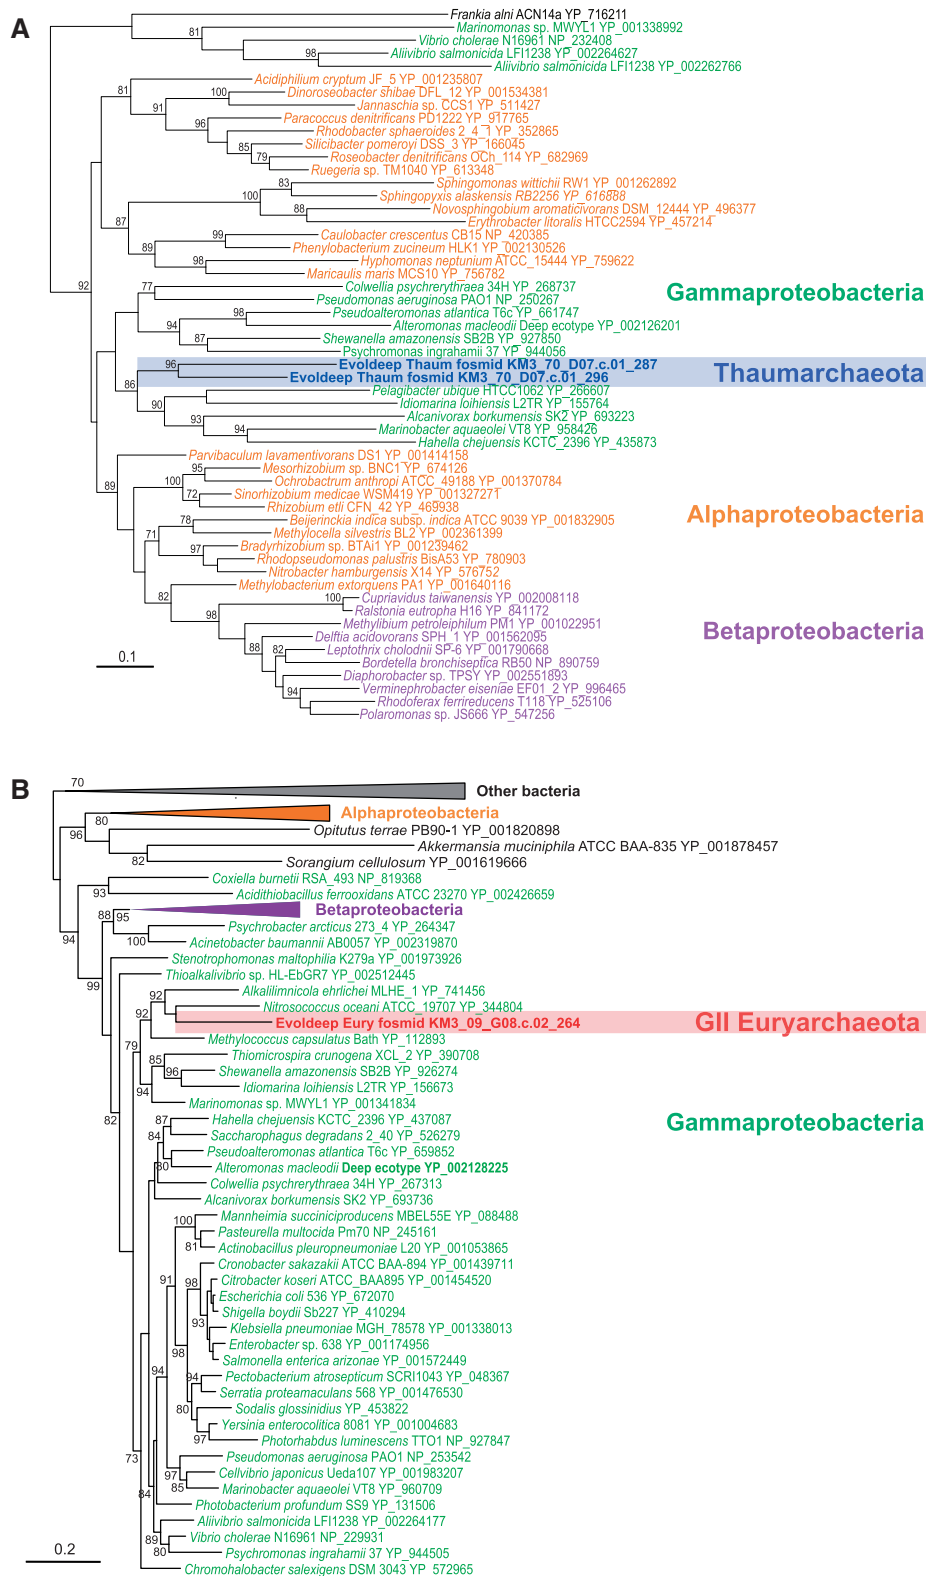 A
Frankia alni ACN14a YP_716211
81
Marinomonas sp. MWYL1 YP_001338992
Vibrio cholerae N16961 NP_232408
98
Aliivibrio salmonicida LFI1238 YP_002264627
Aliivibrio salmonicida LFI1238 YP_002262766
81
Acidiphilium cryptum JF_5 YP_001235807
100
Dinoroseobacter shibae DFL_12 YP_001534381
91
Jannaschia sp. CCS1 YP_511427
96
Paracoccus denitrificans PD1222 YP_917765
Rhodobacter sphaeroides 2_4_1 YP_352865
85
Silicibacter pomeroyi DSS_3 YP_166045
79
Roseobacter denitrificans OCh_114 YP_682969
Ruegeria sp. TM1040 YP_613348
83
Sphingomonas wittichii RW1 YP_001262892
100
Sphingopyxis alaskensis RB2256 YP_616888
88
Novosphingobium aromaticivorans DSM_12444 YP_496377
87
Erythrobacter litoralis HTCC2594 YP_457214
99
Caulobacter crescentus CB15 NP_420385
89
Phenylobacterium zucineum HLK1 YP_002130526
98
Hyphomonas neptunium ATCC_15444 YP_759622
Maricaulis maris MCS10 YP_756782
92
77
Colwellia psychrerythraea 34H YP_268737
Gammaproteobacteria
Pseudomonas aeruginosa PAO1 NP_250267
98
Pseudoalteromonas atlantica T6c YP_661747
94
Alteromonas macleodii Deep ecotype YP_002126201
87
Shewanella amazonensis SB2B YP_927850
Psychromonas ingrahamii 37 YP_944056
96
Evoldeep Thaum fosmid KM3_70_D07.c.01_287
Thaumarchaeota
Evoldeep Thaum fosmid KM3_70_D07.c.01_296
86
Pelagibacter ubique HTCC1062 YP_266607
90
Idiomarina loihiensis L2TR YP_155764
93
Alcanivorax borkumensis SK2 YP_693223
94
Marinobacter aquaeolei VT8 YP_958426
Hahella chejuensis KCTC_2396 YP_435873
Parvibaculum lavamentivorans DS1 YP_001414158
95
Mesorhizobium sp. BNC1 YP_674126
89
100
Ochrobactrum anthropi ATCC_49188 YP_001370784
72
Sinorhizobium medicae WSM419 YP_001327271
Rhizobium etli CFN_42 YP_469938
Alphaproteobacteria
78
Beijerinckia indica subsp. indica ATCC 9039 YP_001832905
71
Methylocella silvestris BL2 YP_002361399
97
Bradyrhizobium sp. BTAi1 YP_001239462
Rhodopseudomonas palustris BisA53 YP_780903
Nitrobacter hamburgensis X14 YP_576752
82
Methylobacterium extorquens PA1 YP_001640116
100
Cupriavidus taiwanensis YP_002008118
98
Ralstonia eutropha H16 YP_841172
Methylibium petroleiphilum PM1 YP_001022951
Betaproteobacteria
88
Delftia acidovorans SPH_1 YP_001562095
82
Leptothrix cholodnii SP-6 YP_001790668
0.1
Bordetella bronchiseptica RB50 NP_890759
Diaphorobacter sp. TPSY YP_002551893
94
Verminephrobacter eiseniae EF01_2 YP_996465
Rhodoferax ferrireducens T118 YP_525106
Polaromonas sp. JS666 YP_547256
B
70
Other bacteria
80
Alphaproteobacteria
96
Opitutus terrae PB90-1 YP_001820898
Akkermansia muciniphila ATCC BAA-835 YP_001878457
82
Sorangium cellulosum YP_001619666
93
Coxiella burnetii RSA_493 NP_819368
Acidithiobacillus ferrooxidans ATCC 23270 YP_002426659
88
95
Betaproteobacteria
94
Psychrobacter arcticus 273_4 YP_264347
100
Acinetobacter baumannii AB0057 YP_002319870
Stenotrophomonas maltophilia K279a YP_001973926
99
Thioalkalivibrio sp. HL-EbGR7 YP_002512445
92
Alkalilimnicola ehrlichei MLHE_1 YP_741456
92
Nitrosococcus oceani ATCC_19707 YP_344804
Evoldeep Eury fosmid KM3_09_G08.c.02_264
GII Euryarchaeota
79
Methylococcus capsulatus Bath YP_112893
85
Thiomicrospira crunogena XCL_2 YP_390708
96
Shewanella amazonensis SB2B YP_926274
94
Idiomarina loihiensis L2TR YP_156673
Marinomonas sp. MWYL1 YP_001341834
82
87
Hahella chejuensis KCTC_2396 YP_437087
Gammaproteobacteria
84
Saccharophagus degradans 2_40 YP_526279
Pseudoalteromonas atlantica T6c YP_659852
80
Alteromonas macleodii Deep ecotype YP_002128225
Colwellia psychrerythraea 34H YP_267313
Alcanivorax borkumensis SK2 YP_693736
100
Mannheimia succiniciproducens MBEL55E YP_088488
Pasteurella multocida Pm70 NP_245161
81
Actinobacillus pleuropneumoniae L20 YP_001053865
Cronobacter sakazakii ATCC BAA-894 YP_001439711
91
98
Citrobacter koseri ATCC_BAA895 YP_001454520
Escherichia coli 536 YP_672070
Shigella boydii Sb227 YP_410294
93
Klebsiella pneumoniae MGH_78578 YP_001338013
Enterobacter sp. 638 YP_001174956
98
Salmonella enterica arizonae YP_001572449
94
94
Pectobacterium atrosepticum SCRI1043 YP_048367
Serratia proteamaculans 568 YP_001476530
80
Sodalis glossinidius YP_453822
Yersinia enterocolitica 8081 YP_001004683
97
Photorhabdus luminescens TTO1 NP_927847
73
Pseudomonas aeruginosa PAO1 NP_253542
97
Cellvibrio japonicus Ueda107 YP_001983207
85
Marinobacter aquaeolei VT8 YP_960709
84
Photobacterium profundum SS9 YP_131506
Aliivibrio salmonicida LFI1238 YP_002264177
89
Vibrio cholerae N16961 NP_229931
80
Psychromonas ingrahamii 37 YP_944505
0.2
Chromohalobacter salexigens DSM 3043 YP_572965